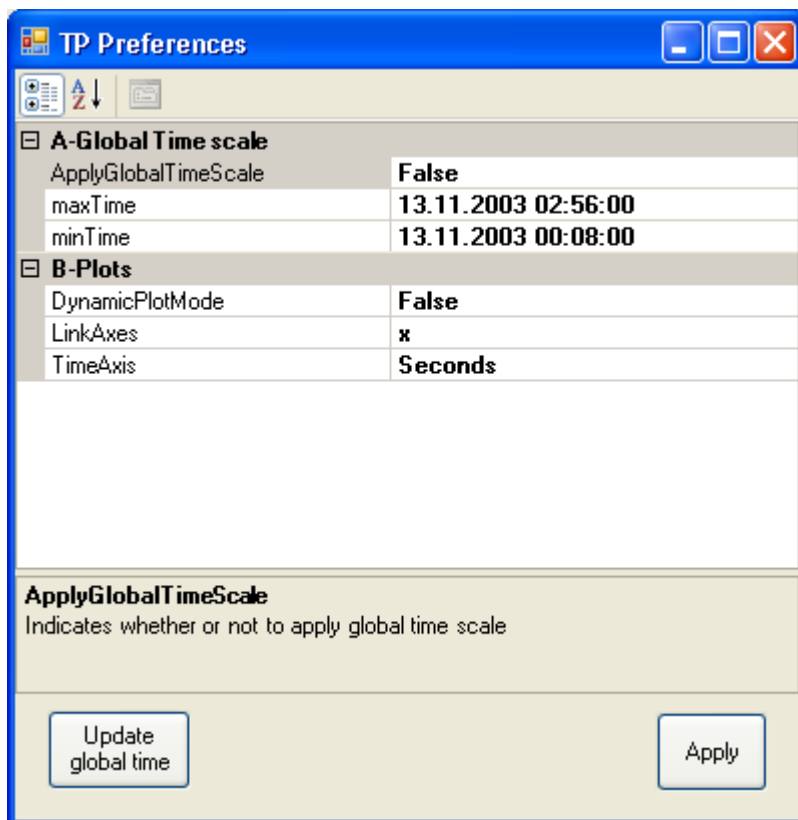 TP Preferences
A-Global Time scale
ApplyGlobalTimeScale False
maxTime 13.11.2003 02:56:00
minTime 13.11.2003 00:08:00
B-Plots
DynamicPlotMode False
LinkAxes x
TimeAxis Seconds
ApplyGlobalTimeScale
Indicates whether or not to apply global time scale
Update
global time
Apply